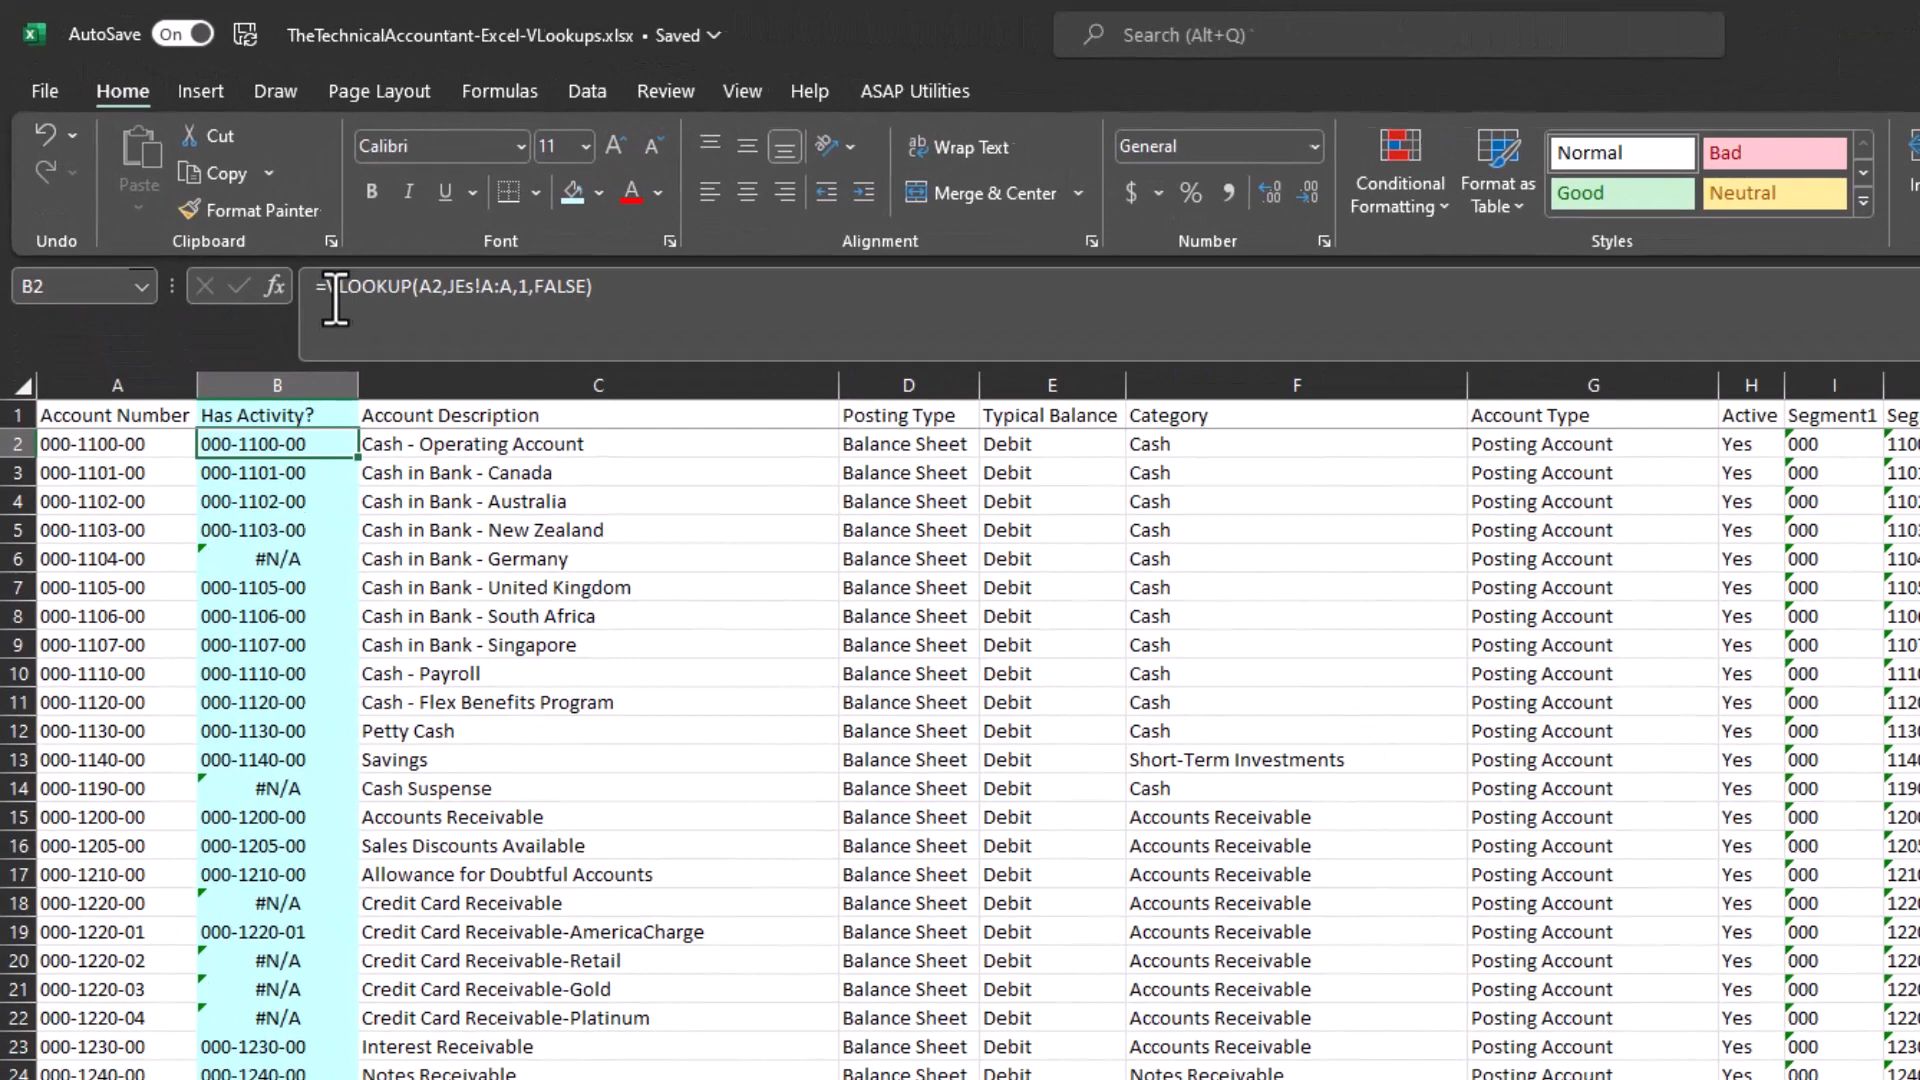 AutoSave On TheTechnicalAccountant-Excel-VLookups.xlsx • Saved Search (Alt+Q)
File Home Insert Draw Page Layout Formulas Data Review View Help ASAP Utilities
Paste Cut Copy Format Painter
Calibri 11 A A B I U A
ab Wrap Text Merge & Center
General $ % 9
Conditional Formatting Format as Table
Normal Bad Good Neutral
Undo Clipboard Font Alignment Number Styles
B2 fx =VLOOKUP(A2,JEs!A:A,1,FALSE)
A B C D E F G H I
1 Account Number Has Activity? Account Description Posting Type Typical Balance Category Account Type Active Segment1 Seg
2 000-1100-00 000-1100-00 Cash - Operating Account Balance Sheet Debit Cash Posting Account Yes 000 1100
3 000-1101-00 000-1101-00 Cash in Bank - Canada Balance Sheet Debit Cash Posting Account Yes 000 110
4 000-1102-00 000-1102-00 Cash in Bank - Australia Balance Sheet Debit Cash Posting Account Yes 000 110
5 000-1103-00 000-1103-00 Cash in Bank - New Zealand Balance Sheet Debit Cash Posting Account Yes 000 110
6 000-1104-00 #N/A Cash in Bank - Germany Balance Sheet Debit Cash Posting Account Yes 000 110
7 000-1105-00 000-1105-00 Cash in Bank - United Kingdom Balance Sheet Debit Cash Posting Account Yes 000 110
8 000-1106-00 000-1106-00 Cash in Bank - South Africa Balance Sheet Debit Cash Posting Account Yes 000 110
9 000-1107-00 000-1107-00 Cash in Bank - Singapore Balance Sheet Debit Cash Posting Account Yes 000 110
10 000-1110-00 000-1110-00 Cash - Payroll Balance Sheet Debit Cash Posting Account Yes 000 111
11 000-1120-00 000-1120-00 Cash - Flex Benefits Program Balance Sheet Debit Cash Posting Account Yes 000 112
12 000-1130-00 000-1130-00 Petty Cash Balance Sheet Debit Cash Posting Account Yes 000 113
13 000-1140-00 000-1140-00 Savings Balance Sheet Debit Short-Term Investments Posting Account Yes 000 114
14 000-1190-00 #N/A Cash Suspense Balance Sheet Debit Cash Posting Account Yes 000 119
15 000-1200-00 000-1200-00 Accounts Receivable Balance Sheet Debit Accounts Receivable Posting Account Yes 000 120
16 000-1205-00 000-1205-00 Sales Discounts Available Balance Sheet Debit Accounts Receivable Posting Account Yes 000 120
17 000-1210-00 000-1210-00 Allowance for Doubtful Accounts Balance Sheet Debit Accounts Receivable Posting Account Yes 000 121
18 000-1220-00 #N/A Credit Card Receivable Balance Sheet Debit Accounts Receivable Posting Account Yes 000 122
19 000-1220-01 000-1220-01 Credit Card Receivable-AmericaCharge Balance Sheet Debit Accounts Receivable Posting Account Yes 000 122
20 000-1220-02 #N/A Credit Card Receivable-Retail Balance Sheet Debit Accounts Receivable Posting Account Yes 000 122
21 000-1220-03 #N/A Credit Card Receivable-Gold Balance Sheet Debit Accounts Receivable Posting Account Yes 000 122
22 000-1220-04 #N/A Credit Card Receivable-Platinum Balance Sheet Debit Accounts Receivable Posting Account Yes 000 122
23 000-1230-00 000-1230-00 Interest Receivable Balance Sheet Debit Accounts Receivable Posting Account Yes 000 123
24 000-1240-00 000-1240-00 Notes Receivable Balance Sheet Debit Notes Receivable Posting Account Yes 000 124